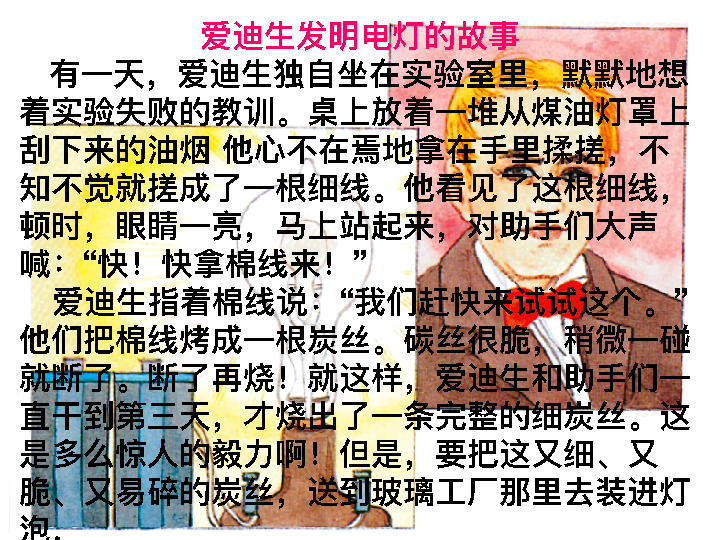 爱迪生发明电灯的故事
有一天，爱迪生独自坐在实验室里，默默地想
着实验失败的教训。桌上放着一堆从煤油灯罩上
刮下来的油烟 他心不在焉地拿在手里揉搓，不
知不觉就搓成了一根细线。他看见了这根细线，
顿时，眼睛一亮，马上站起来，对助手们大声
喊：“快！快拿棉线来！”
爱迪生指着棉线说：“我们赶快来试试这个。”
他们把棉线烤成一根炭丝。碳丝很脆，稍微一碰
就断了。断了再烧！就这样，爱迪生和助手们一
直干到第三天，才烧出了一条完整的细炭丝。这
是多么惊人的毅力啊！但是，要把这又细、又
脆、又易碎的炭丝，送到玻璃工厂那里去装进灯
泡，